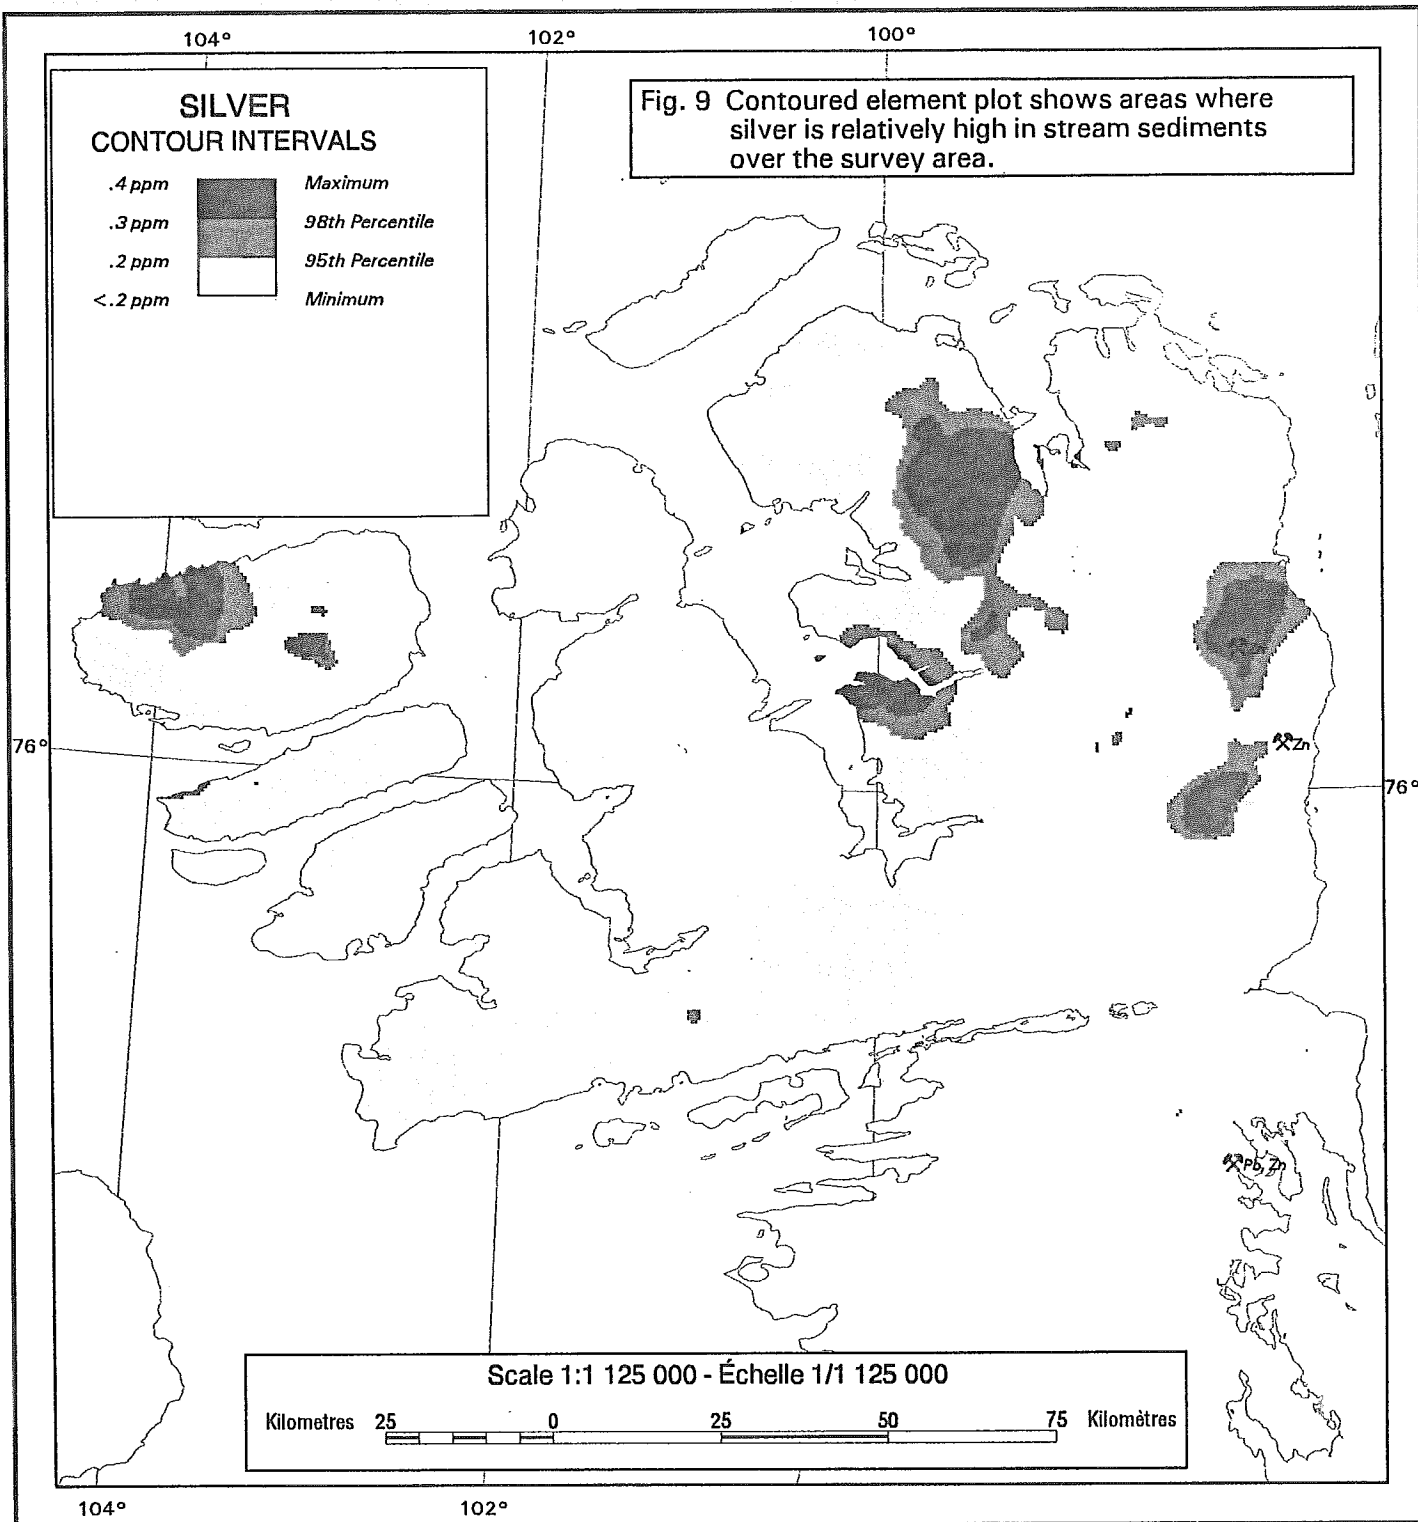 104° 102° 100°
SILVER
CONTOUR INTERVALS
.4 ppm Maximum
.3 ppm 98th Percentile
.2 ppm 95th Percentile
<.2 ppm Minimum
Fig. 9 Contoured element plot shows areas where
silver is relatively high in stream sediments
over the survey area.
76°
Zn
76°
Pb, Zn
Scale 1:1 125 000 - Échelle 1/1 125 000
Kilometres 25 0 25 50 75 Kilomètres
104° 102°